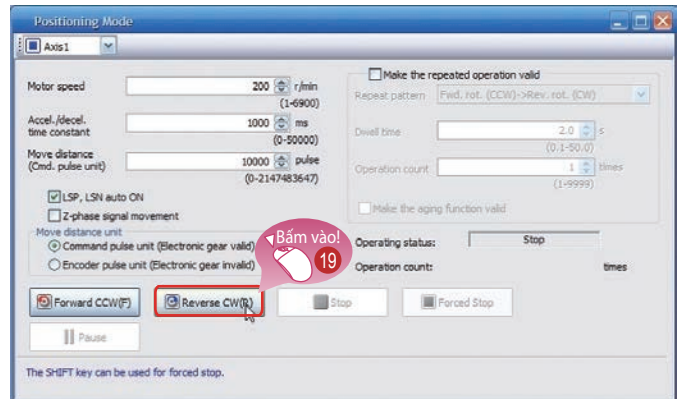 Positioning Mode
Axis1
Motor speed 200 r/min
(1-6900)
Accel./decel.
time constant 1000 ms
(0-50000)
Move distance
(Cmd. pulse unit) 10000 pulse
(0-2147483647)
LSP, LSN auto ON
Z-phase signal movement
Move distance unit
Command pulse unit (Electronic gear valid)
Encoder pulse unit (Electronic gear invalid)
Make the repeated operation valid
Repeat pattern Fwd. rot. (CCW)->Rev. rot. (CW)
Dwell time 2.0 s
(0.1-50.0)
Operation count 1 times
(1-9999)
Make the aging function valid
Bấm vào!
19
Operating status: Stop
Operation count: times
Forward CCW(F) Reverse CW(R) Stop Forced Stop
Pause
The SHIFT key can be used for forced stop.